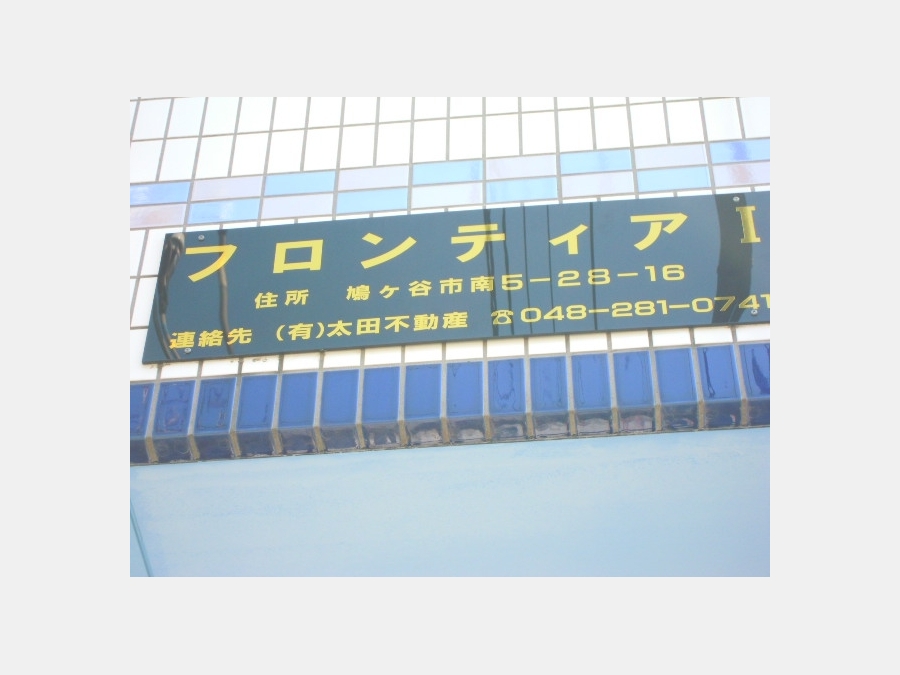 フロンティア I
住所 鳩ヶ谷市南5-28-16
連絡先 (有)太田不動産 ☎048-281-0741